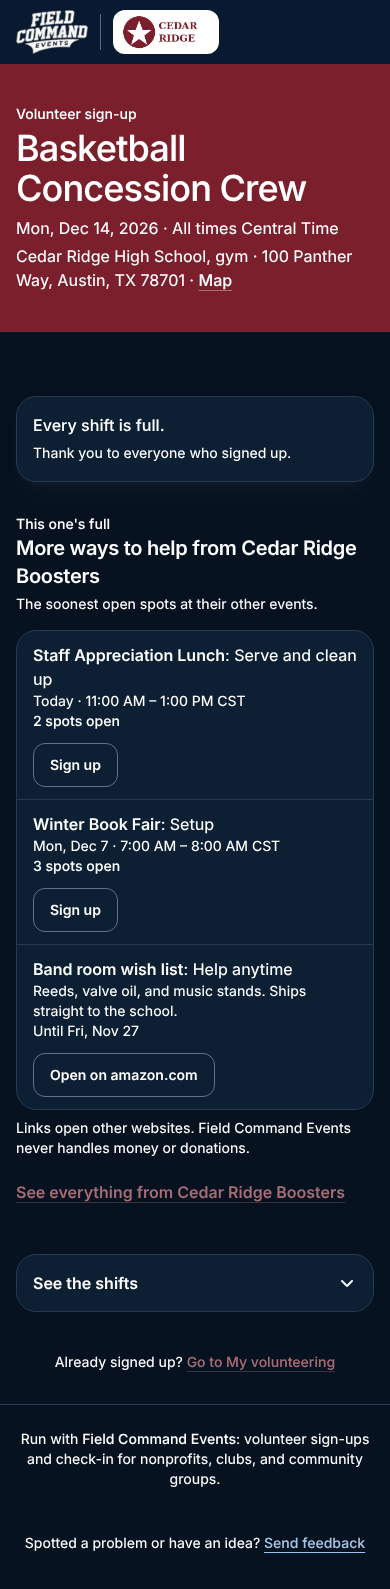 FIELD
COMMAND
EVENTS
CEDAR
RIDGE
Volunteer sign-up
Basketball
Concession Crew
Mon, Dec 14, 2026 · All times Central Time
Cedar Ridge High School, gym · 100 Panther
Way, Austin, TX 78701 · Map
Every shift is full.
Thank you to everyone who signed up.
This one's full
More ways to help from Cedar Ridge
Boosters
The soonest open spots at their other events.
Staff Appreciation Lunch: Serve and clean
up
Today · 11:00 AM – 1:00 PM CST
2 spots open
Sign up
Winter Book Fair: Setup
Mon, Dec 7 · 7:00 AM – 8:00 AM CST
3 spots open
Sign up
Band room wish list: Help anytime
Reeds, valve oil, and music stands. Ships
straight to the school.
Until Fri, Nov 27
Open on amazon.com
Links open other websites. Field Command Events
never handles money or donations.
See everything from Cedar Ridge Boosters
See the shifts
Already signed up? Go to My volunteering
Run with Field Command Events: volunteer sign-ups
and check-in for nonprofits, clubs, and community
groups.
Spotted a problem or have an idea? Send feedback